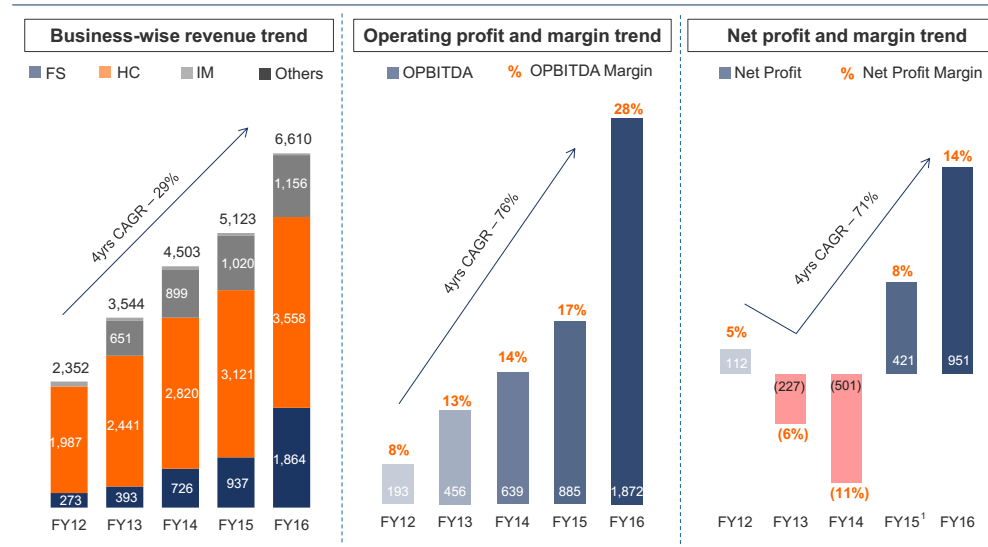 Business-wise revenue trend
FS HC IM Others
4yrs CAGR – 29%
6,610
1,156
3,558
1,864
5,123
1,020
3,121
937
4,503
899
2,820
726
3,544
651
2,441
393
2,352
1,987
273
FY12 FY13 FY14 FY15 FY16
Operating profit and margin trend
OPBITDA % OPBITDA Margin
4yrs CAGR – 76%
28%
17%
14%
13%
8%
193 456 639 885 1,872
FY12 FY13 FY14 FY15 FY16
Net profit and margin trend
Net Profit % Net Profit Margin
4yrs CAGR – 71%
14%
8%
5%
112 421 951
(227) (501)
(6%)
(11%)
FY12 FY13 FY14 FY15¹ FY16